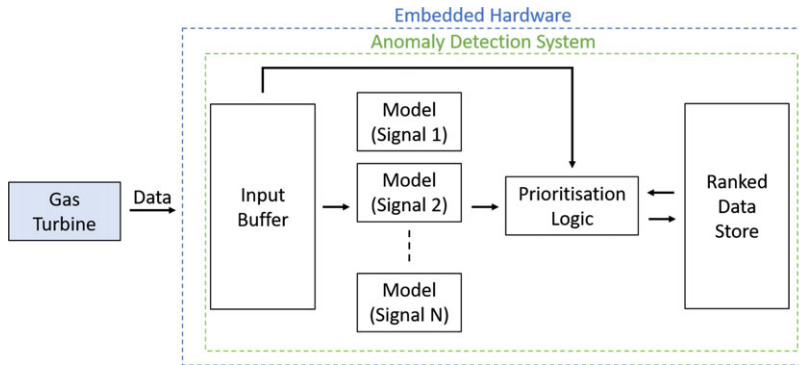 Embedded Hardware
Anomaly Detection System
Gas
Turbine
Data
Input
Buffer
Model
(Signal 1)
Model
(Signal 2)
Model
(Signal N)
Prioritisation
Logic
Ranked
Data
Store